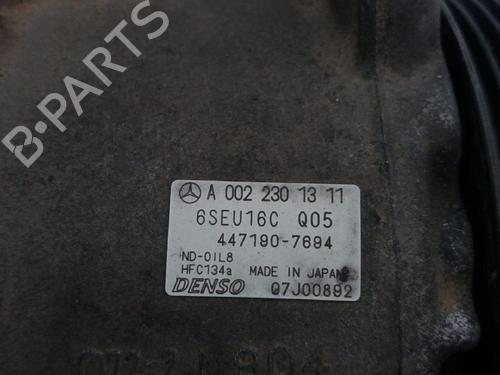 B-PARTS
A 002 230 13 11
6SEU16C Q05
447190-7694
ND-OIL8
HFC134a MADE IN JAPAN
DENSO Q7J00892